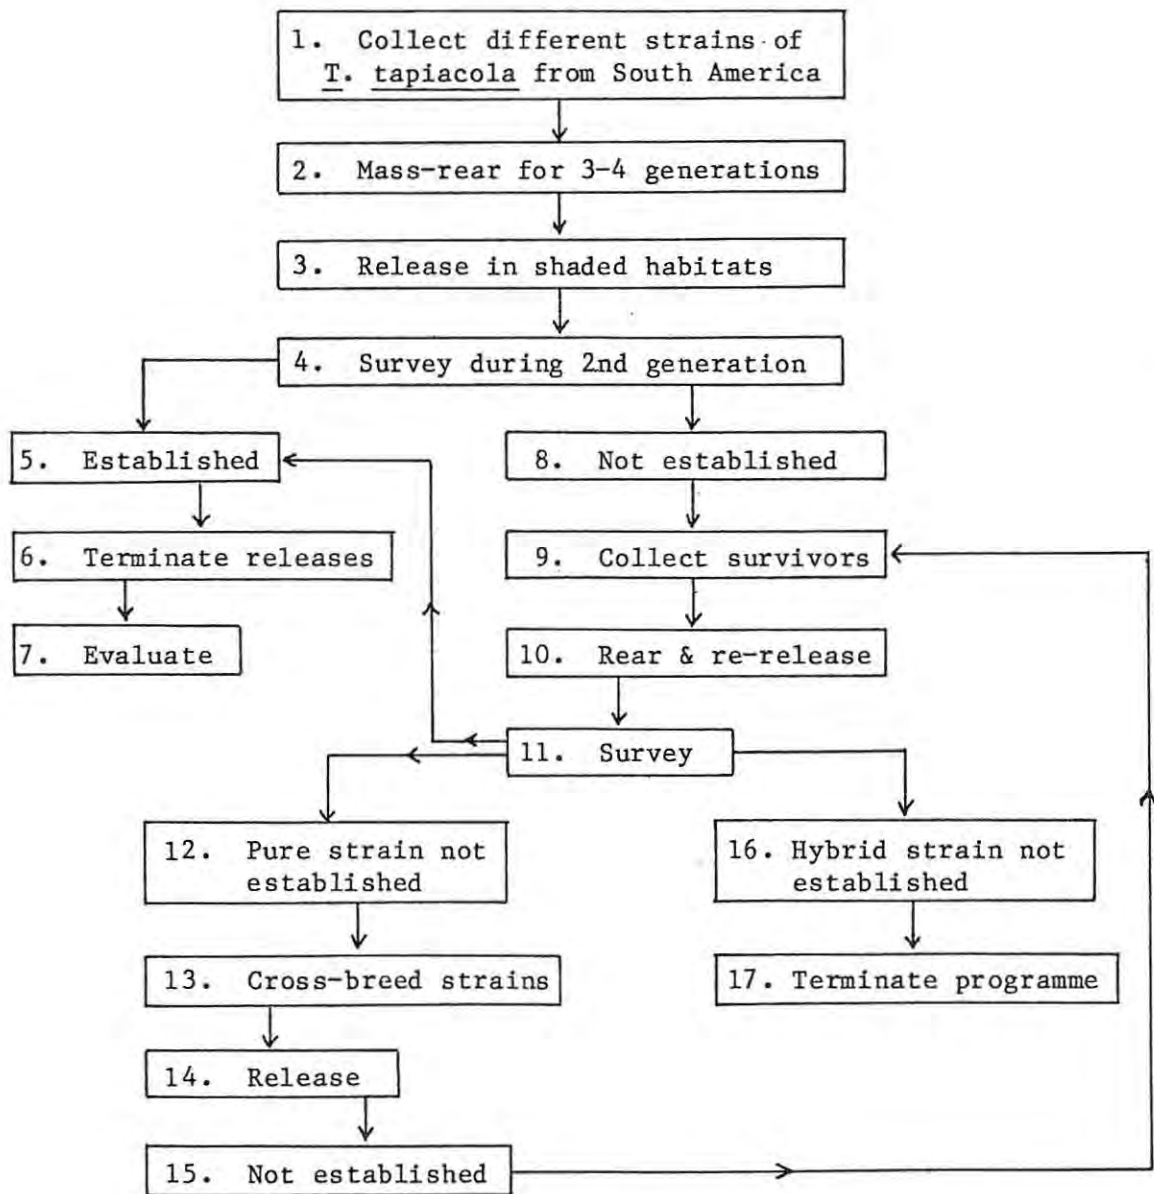 1. Collect different strains of
T. tapiacola from South America
2. Mass-rear for 3-4 generations
3. Release in shaded habitats
4. Survey during 2nd generation
5. Established
8. Not established
6. Terminate releases
9. Collect survivors
7. Evaluate
10. Rear & re-release
11. Survey
12. Pure strain not
established
16. Hybrid strain not
established
13. Cross-breed strains
17. Terminate programme
14. Release
15. Not established